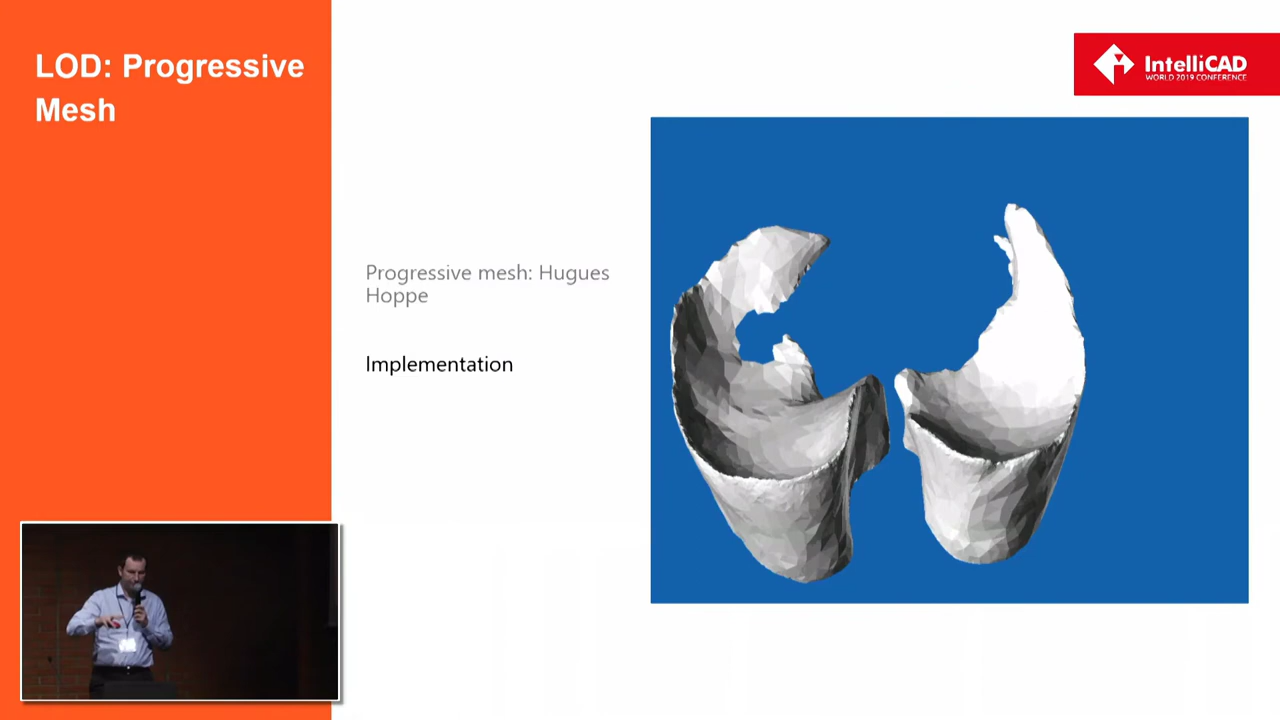 LOD: Progressive
Mesh
IntelliCAD
WORLD 2019 CONFERENCE
Progressive mesh: Hugues
Hoppe
Implementation